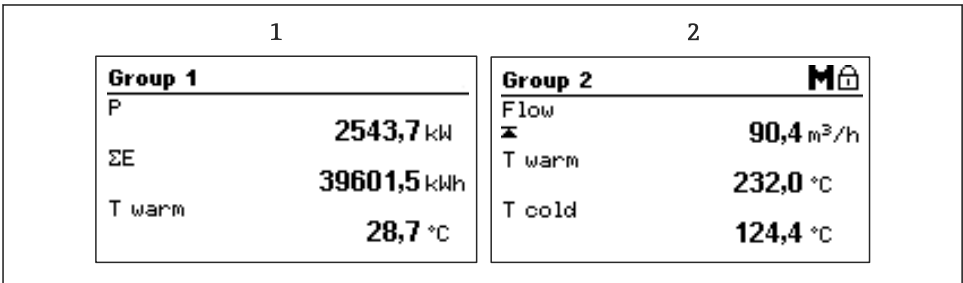 1
Group 1
P
2543,7 kW
ΣE
39601,5 kWh
T warm
28,7 °C
2
Group 2 M
Flow
90,4 m³/h
T warm
232,0 °C
T cold
124,4 °C